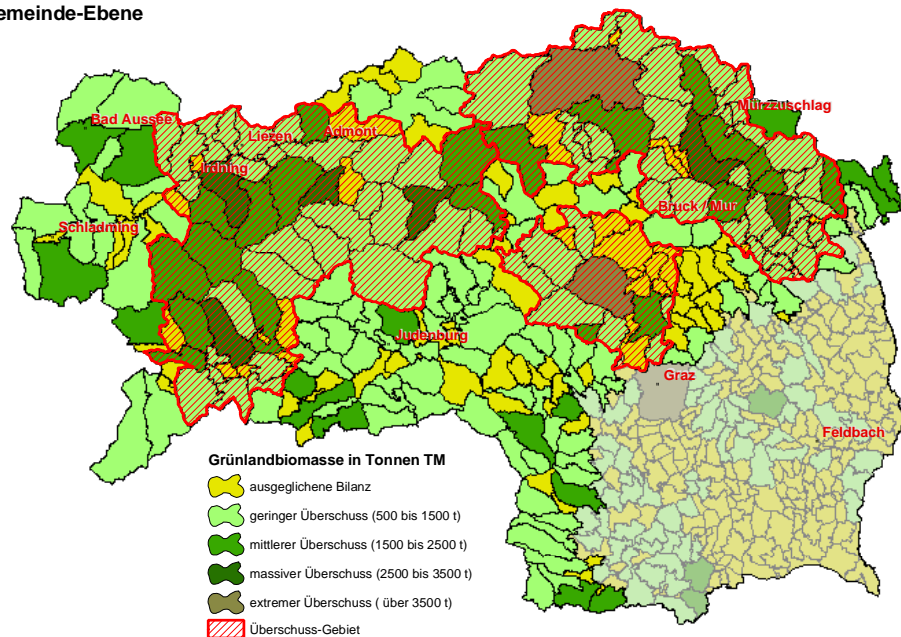 emeinde-Ebene
Bad Aussee
Liezen
Admont
Mürzzuschlag
Irdning
Schladming
Bruck / Mur
Judenburg
Graz
Feldbach
Grünlandbiomasse in Tonnen TM
ausgeglichene Bilanz
geringer Überschuss (500 bis 1500 t)
mittlerer Überschuss (1500 bis 2500 t)
massiver Überschuss (2500 bis 3500 t)
extremer Überschuss ( über 3500 t)
Überschuss-Gebiet